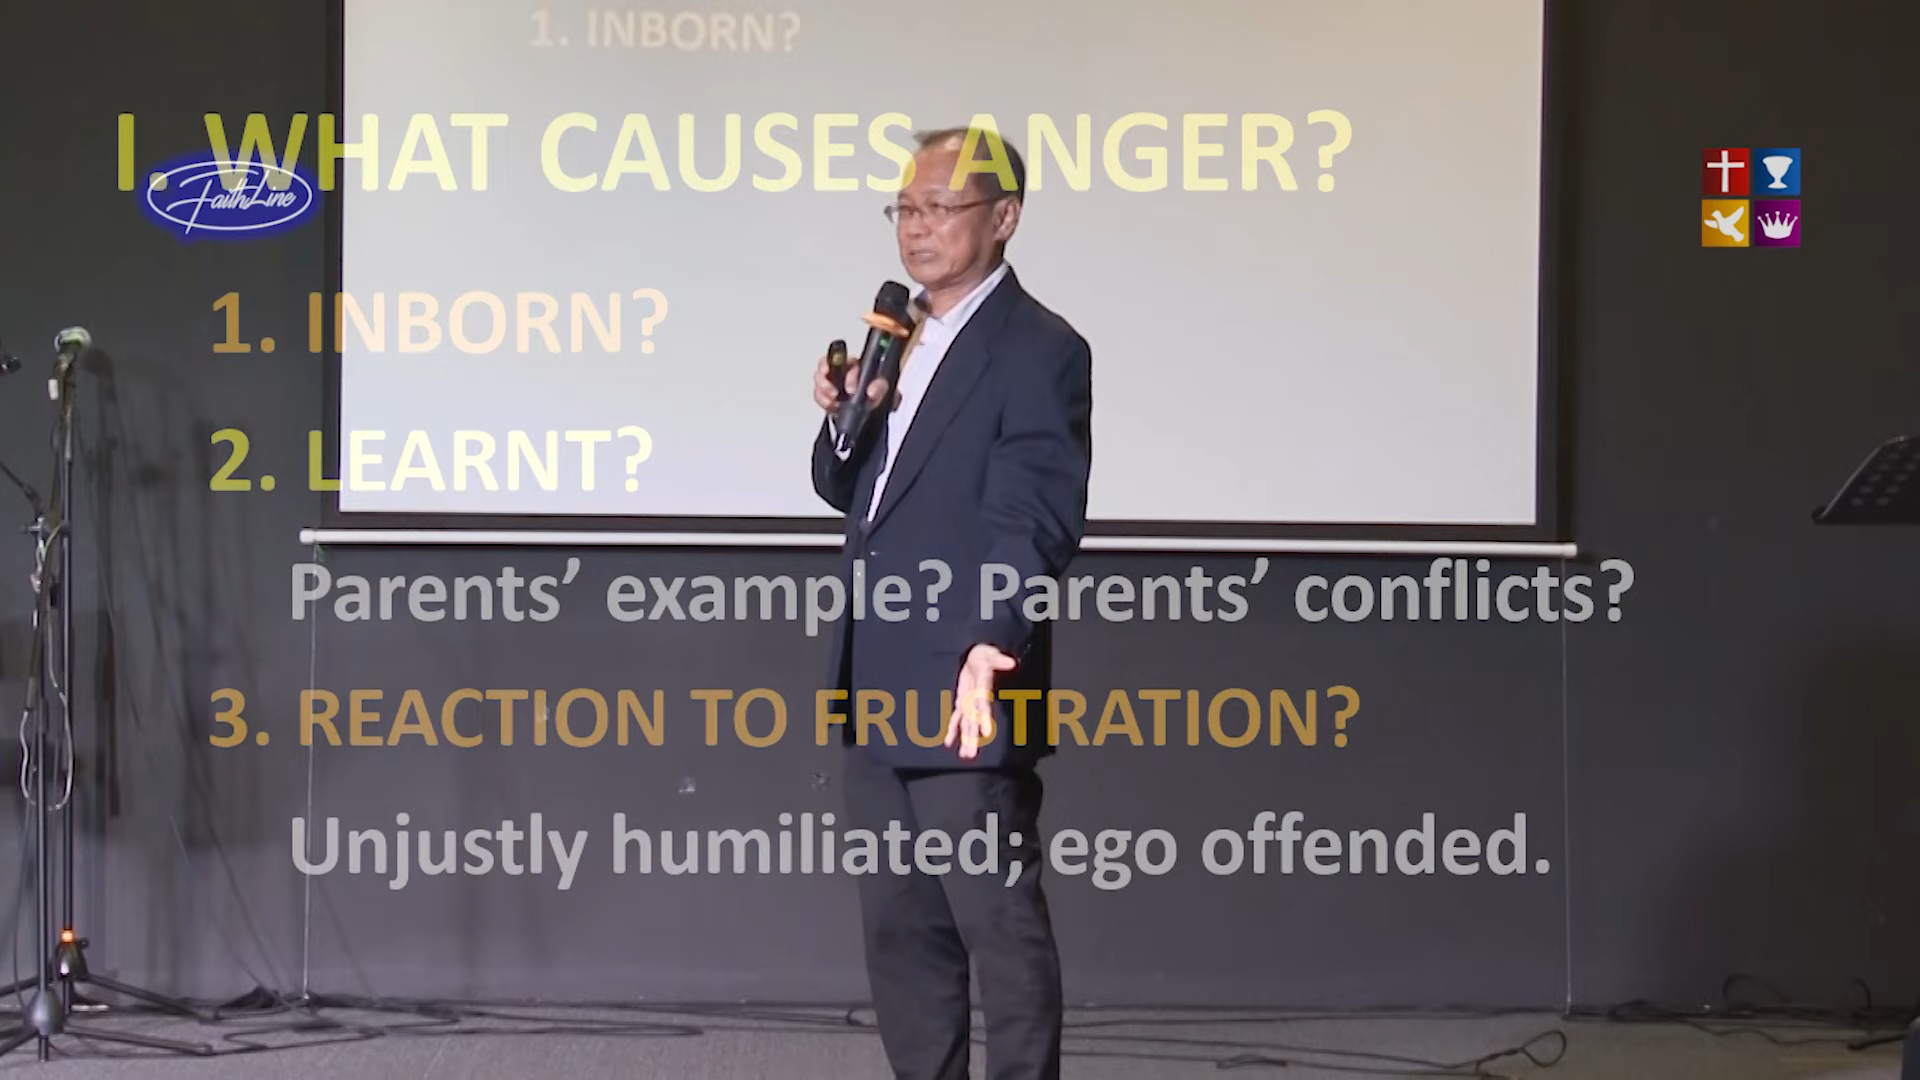 1. INBORN?
I. WHAT CAUSES ANGER?
FaithLine
1. INBORN?
2. LEARNT?
Parents’ example? Parents’ conflicts?
3. REACTION TO FRUSTRATION?
Unjustly humiliated; ego offended.